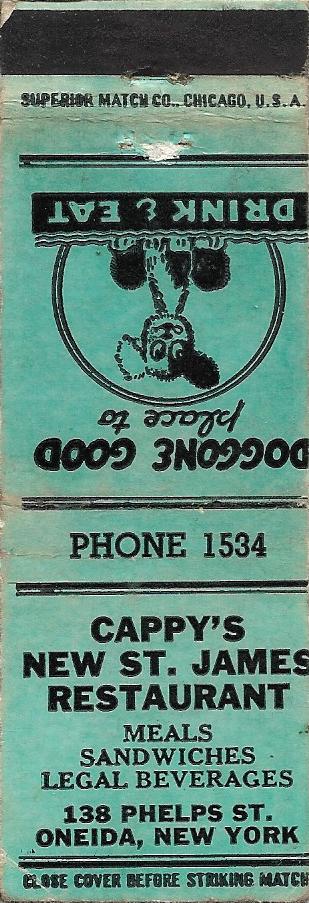 SUPERIOR MATCH CO., CHICAGO, U.S.A.
DOGGONE GOOD
place to
DRINK & EAT
PHONE 1534
CAPPY'S
NEW ST. JAMES
RESTAURANT
MEALS
SANDWICHES
LEGAL BEVERAGES
138 PHELPS ST.
ONEIDA, NEW YORK
CLOSE COVER BEFORE STRIKING MATCH